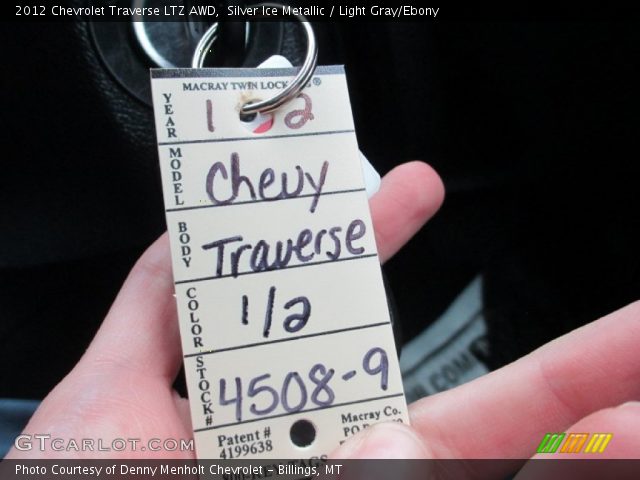 2012 Chevrolet Traverse LTZ AWD, Silver Ice Metallic / Light Gray/Ebony
MACRAY TWIN LOCK
YEAR 1 2
MODEL Chevy
BODY Traverse
COLOR 1/2
STOCK# 4508-9
Patent #
4199638
Macray Co.
GTCARLOT.COM
Photo Courtesy of Denny Menholt Chevrolet - Billings, MT